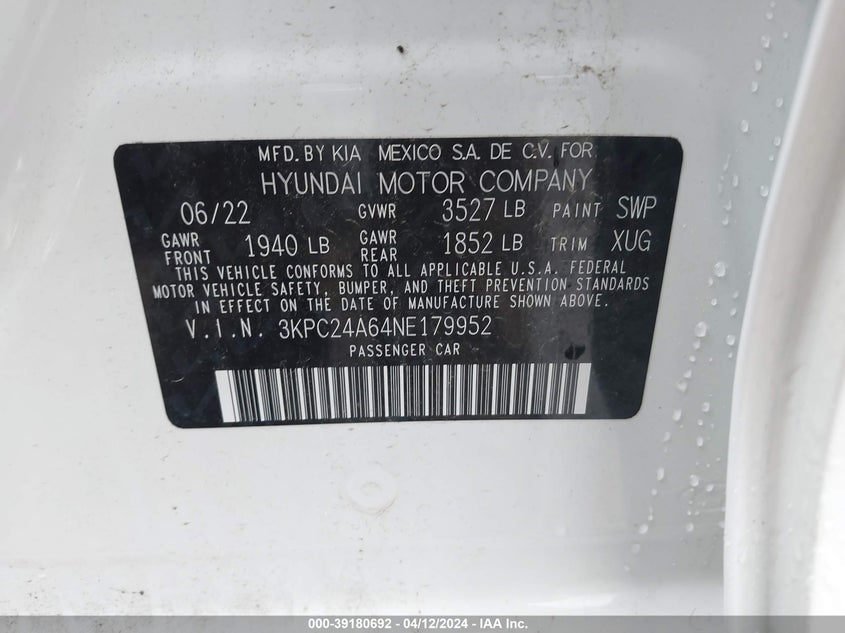 MFD. BY KIA MEXICO S.A. DE C.V. FOR
HYUNDAI MOTOR COMPANY
06/22 GVWR 3527 LB PAINT SWP
GAWR FRONT 1940 LB GAWR REAR 1852 LB TRIM XUG
THIS VEHICLE CONFORMS TO ALL APPLICABLE U.S.A. FEDERAL
MOTOR VEHICLE SAFETY, BUMPER, AND THEFT PREVENTION STANDARDS
IN EFFECT ON THE DATE OF MANUFACTURE SHOWN ABOVE.
V.I.N. 3KPC24A64NE179952
PASSENGER CAR
000-39180692 - 04/12/2024 - IAA Inc.